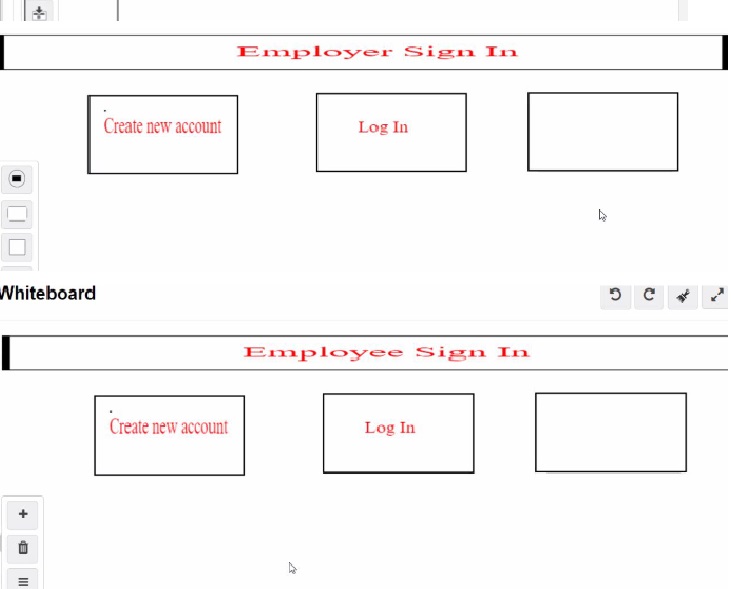 Employer Sign In
Create new account
Log In
Whiteboard
Employee Sign In
Create new account
Log In